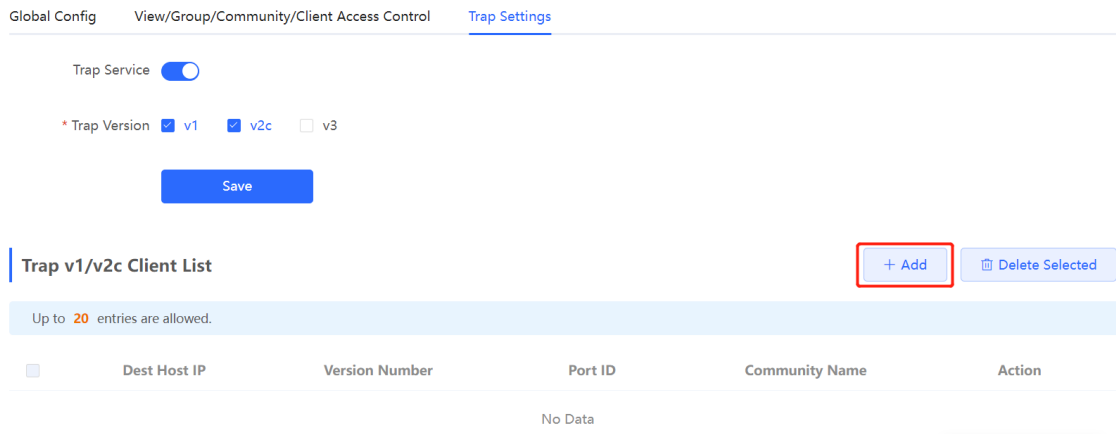 Global Config View/Group/Community/Client Access Control Trap Settings
Trap Service
* Trap Version v1 v2c v3
Save
Trap v1/v2c Client List + Add Delete Selected
Up to 20 entries are allowed.
Dest Host IP Version Number Port ID Community Name Action
No Data